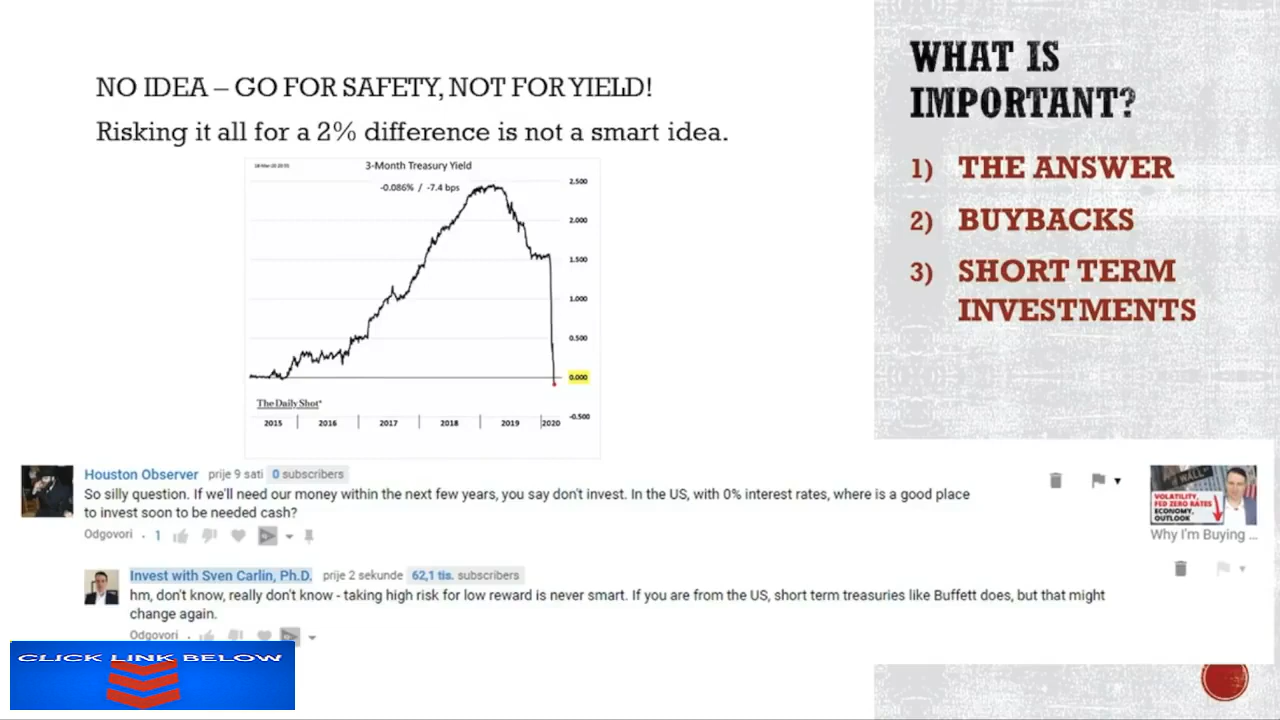 NO IDEA – GO FOR SAFETY, NOT FOR YIELD!
Risking it all for a 2% difference is not a smart idea.
3-Month Treasury Yield
-0.086% / -7.4 bps
2.500
2.000
1.500
1.000
0.500
0.000
-0.500
The Daily Shot
2015 2016 2017 2018 2019 2020
WHAT IS
IMPORTANT?
1) THE ANSWER
2) BUYBACKS
3) SHORT TERM
INVESTMENTS
Houston Observer prije 9 sati 0 subscribers
So silly question. If we'll need our money within the next few years, you say don't invest. In the US, with 0% interest rates, where is a good place
to invest soon to be needed cash?
Odgovori . 1
WALL
VOLATILITY,
FED ZERO RATES
ECONOMY,
OUTLOOK
Why I'm Buying ...
Invest with Sven Carlin, Ph.D. prije 2 sekunde 62,1 tis. subscribers
hm, don't know, really don't know - taking high risk for low reward is never smart. If you are from the US, short term treasuries like Buffett does, but that might
change again.
Odgovori .
CLICK LINK BELOW